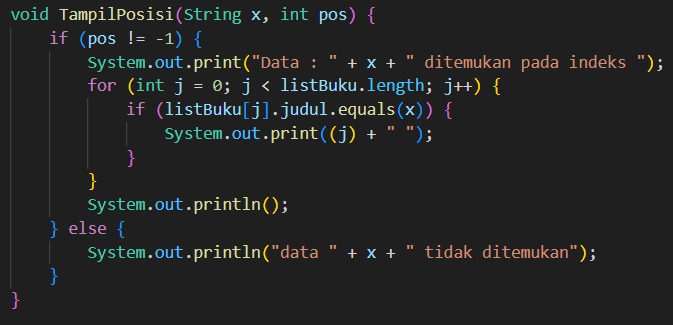 void TampilPosisi(String x, int pos) {
    if (pos != -1) {
        System.out.print("Data : " + x + " ditemukan pada indeks ");
        for (int j = 0; j < listBuku.length; j++) {
            if (listBuku[j].judul.equals(x)) {
                System.out.print((j) + " ");
            }
        }
        System.out.println();
    } else {
        System.out.println("data " + x + " tidak ditemukan");
    }
}